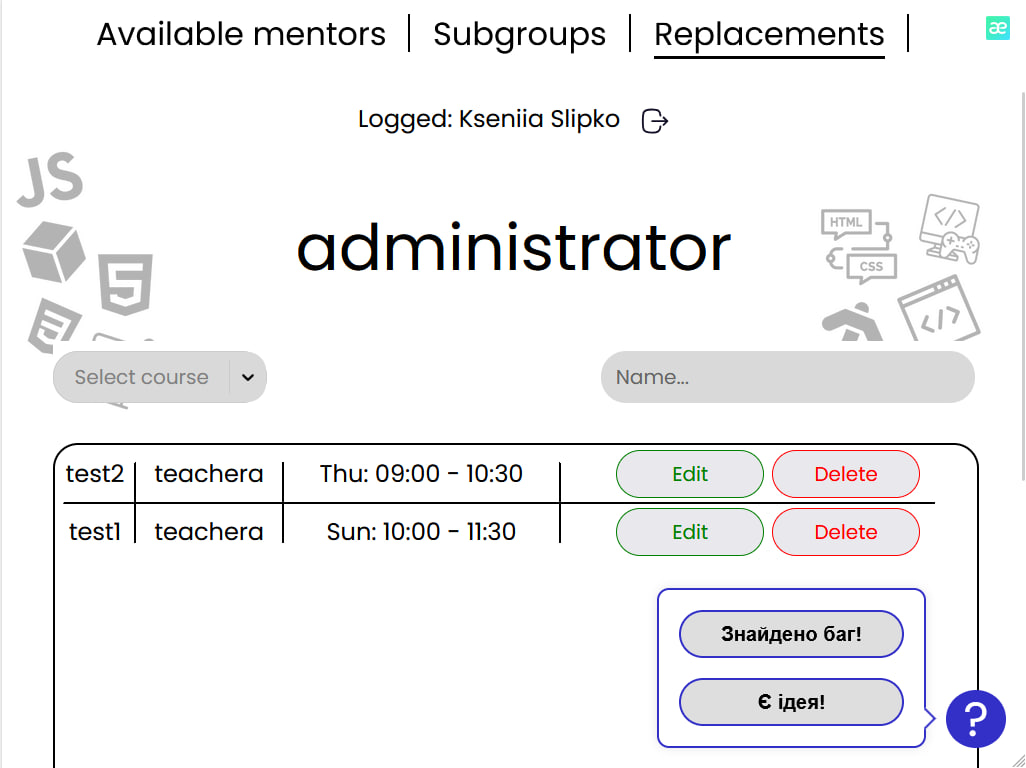 Available mentors Subgroups Replacements
æ
Logged: Kseniia Slipko
JS
administrator
HTML
CSS
Select course
Name...
test2 teachera Thu: 09:00 - 10:30 Edit Delete
test1 teachera Sun: 10:00 - 11:30 Edit Delete
Знайдено баг!
Є ідея!
?